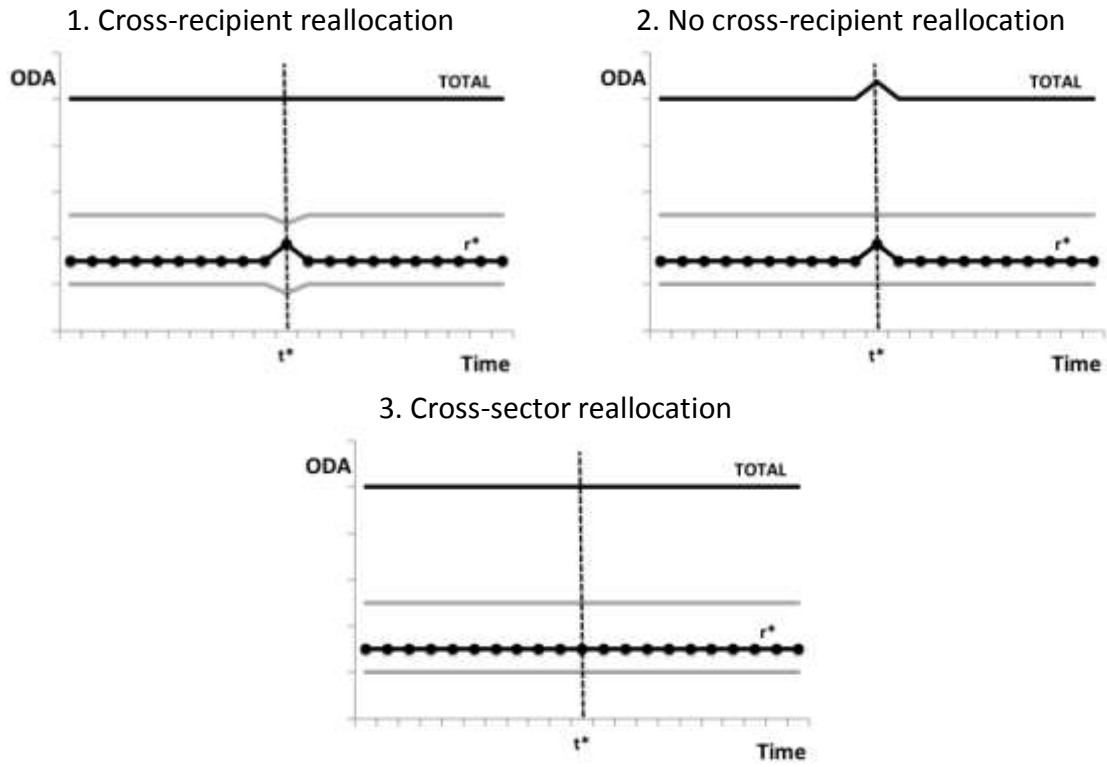 1. Cross-recipient reallocation
ODA
TOTAL
r*
t*
Time
2. No cross-recipient reallocation
ODA
TOTAL
r*
t*
Time
3. Cross-sector reallocation
ODA
TOTAL
r*
t*
Time